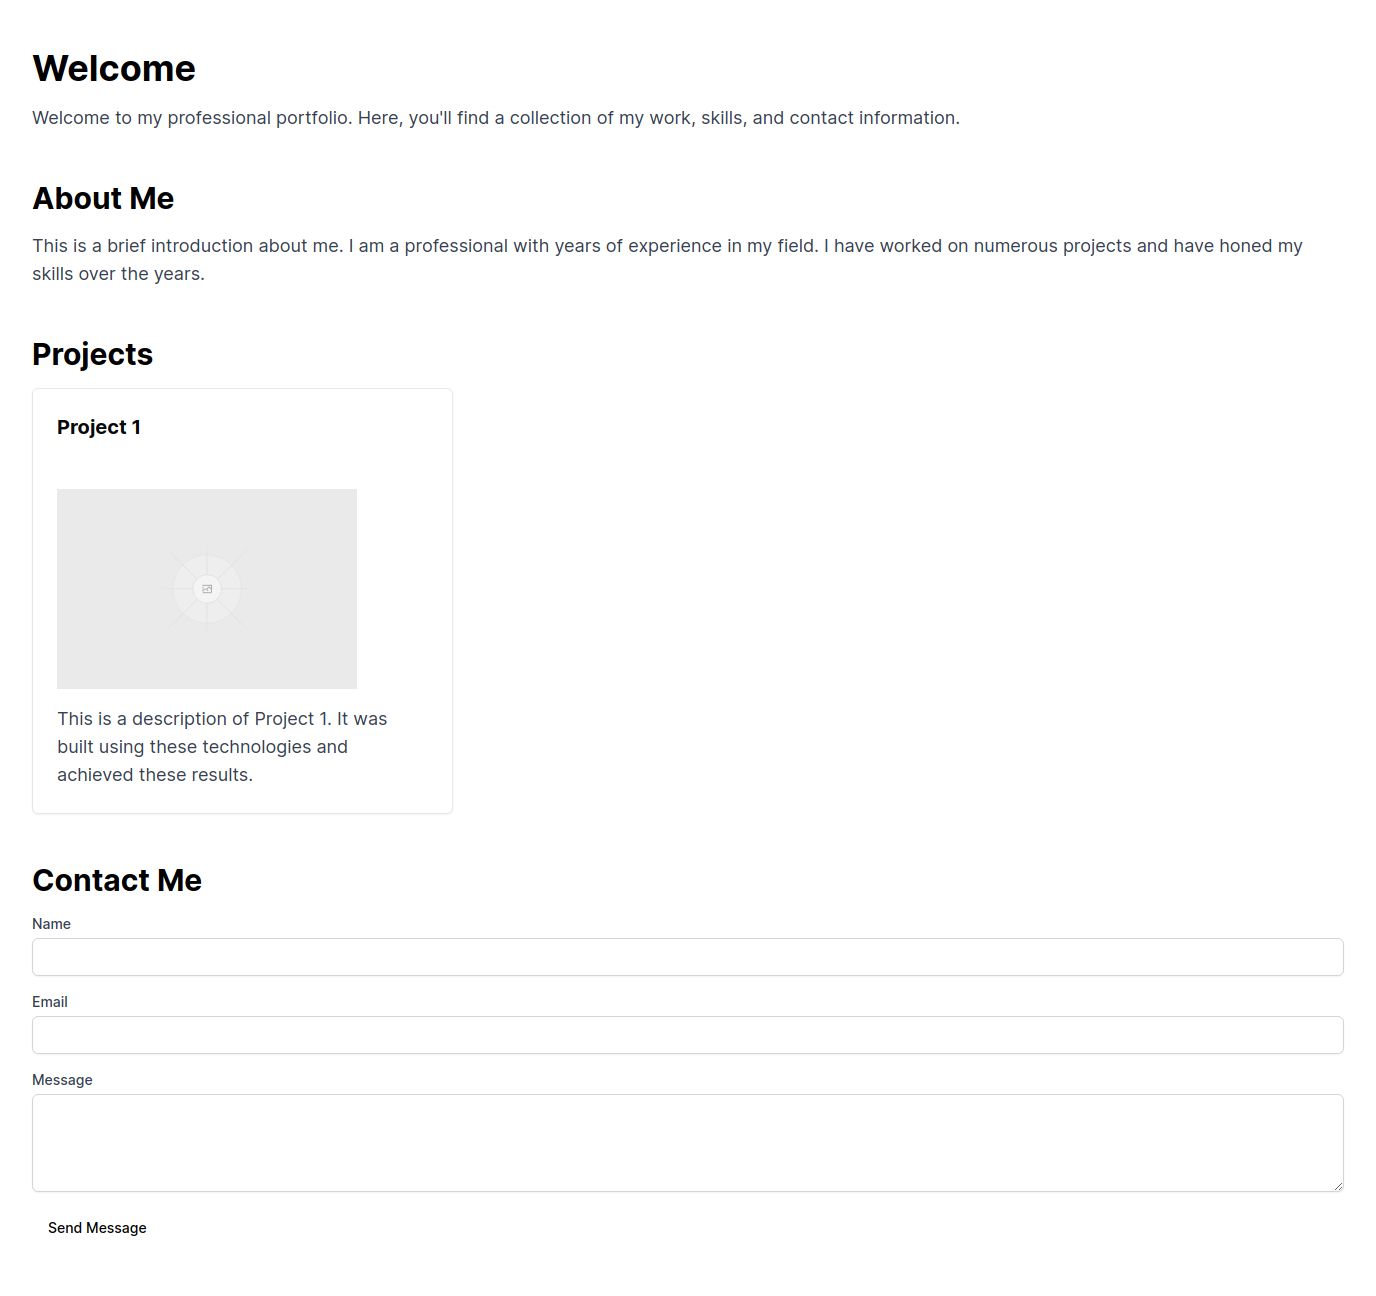 Welcome
Welcome to my professional portfolio. Here, you'll find a collection of my work, skills, and contact information.
About Me
This is a brief introduction about me. I am a professional with years of experience in my field. I have worked on numerous projects and have honed my
skills over the years.
Projects
Project 1
This is a description of Project 1. It was
built using these technologies and
achieved these results.
Contact Me
Name
Email
Message
Send Message